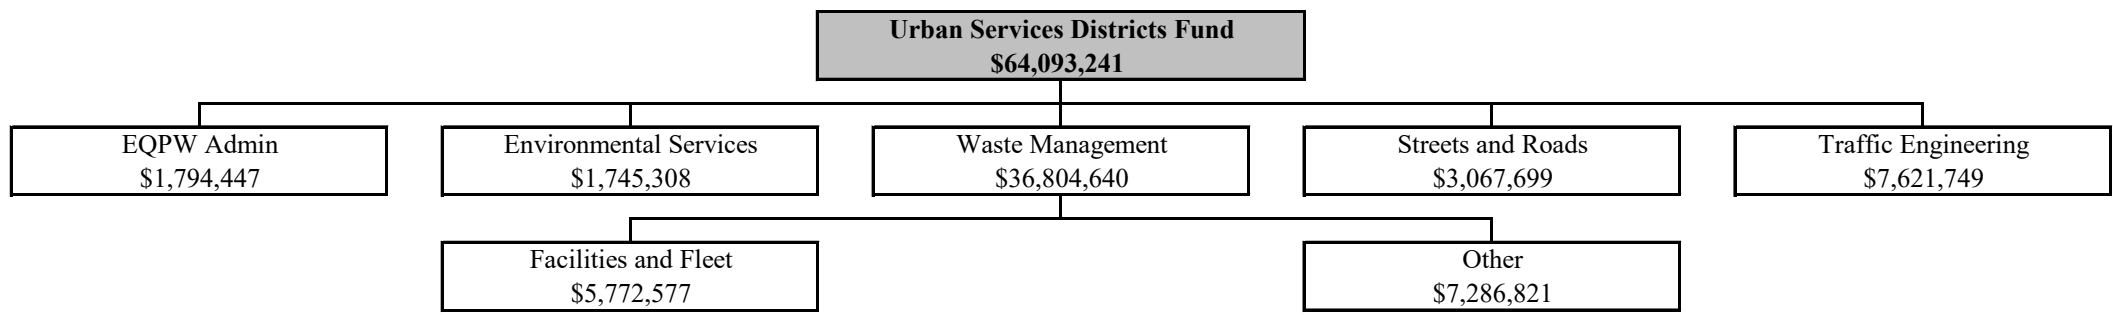 Urban Services Districts Fund
$64,093,241
EQPW Admin
$1,794,447
Environmental Services
$1,745,308
Waste Management
$36,804,640
Streets and Roads
$3,067,699
Traffic Engineering
$7,621,749
Facilities and Fleet
$5,772,577
Other
$7,286,821